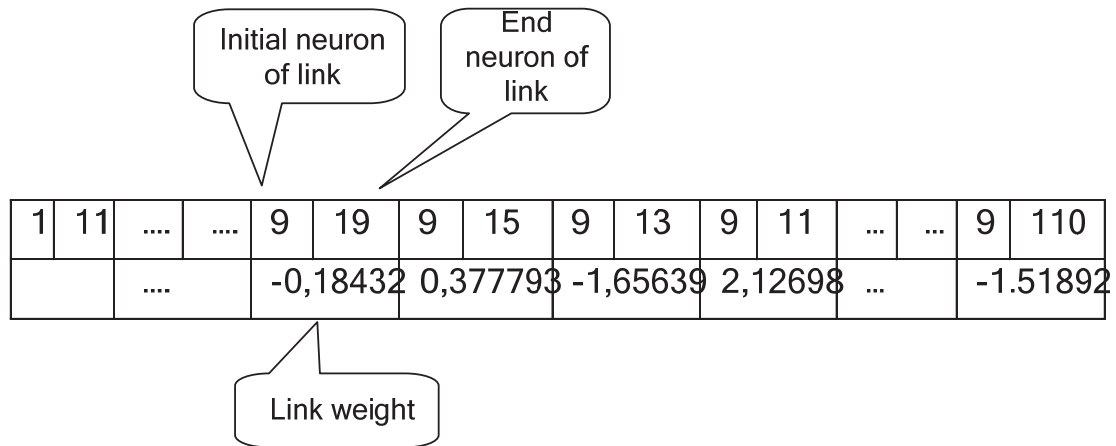 Initial neuron
of link
End
neuron of
link
1 11 .... .... 9 19 9 15 9 13 9 11 ... ... 9 110
.... -0,18432 0,377793 -1,65639 2,12698 ... -1.51892
Link weight